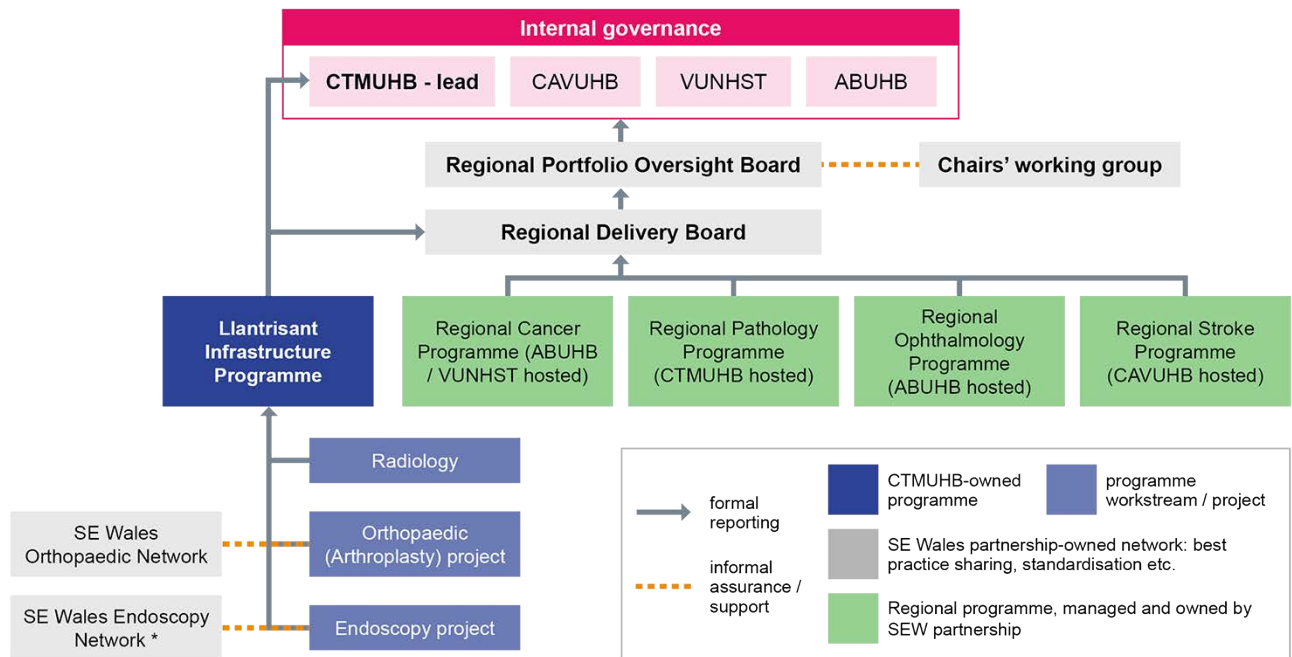 Internal governance
CTMUHB - lead
CAVUHB
VUNHST
ABUHB
Regional Portfolio Oversight Board
Chairs’ working group
Regional Delivery Board
Llantrisant
Infrastructure
Programme
Regional Cancer
Programme (ABUHB
/ VUNHST hosted)
Regional Pathology
Programme
(CTMUHB hosted)
Regional
Ophthalmology
Programme
(ABUHB hosted)
Regional Stroke
Programme
(CAVUHB hosted)
Radiology
SE Wales
Orthopaedic Network
Orthopaedic
(Arthroplasty) project
SE Wales Endoscopy
Network *
Endoscopy project
formal
reporting
informal
assurance /
support
CTMUHB-owned
programme
programme
workstream / project
SE Wales partnership-owned network: best
practice sharing, standardisation etc.
Regional programme, managed and owned by
SEW partnership